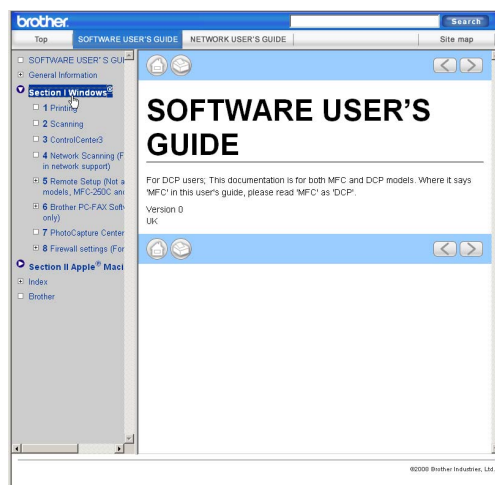 brother.
Search
Top SOFTWARE USER'S GUIDE NETWORK USER'S GUIDE Site map
SOFTWARE USER'S GUI
General Information
Section I Windows®
1 Printing
2 Scanning
3 ControlCenter3
4 Network Scanning (F
in network support)
5 Remote Setup (Not a
models, MFC-250C an
6 Brother PC-FAX Softw
only)
7 PhotoCapture Center
8 Firewall settings (For
Section II Apple® Maci
Index
Brother
SOFTWARE USER'S
GUIDE
For DCP users; This documentation is for both MFC and DCP models. Where it says
'MFC' in this user's guide, please read 'MFC' as 'DCP'.
Version 0
UK
©2008 Brother Industries, Ltd.